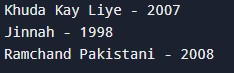 Khuda Kay Liye - 2007
Jinnah - 1998
Ramchand Pakistani - 2008